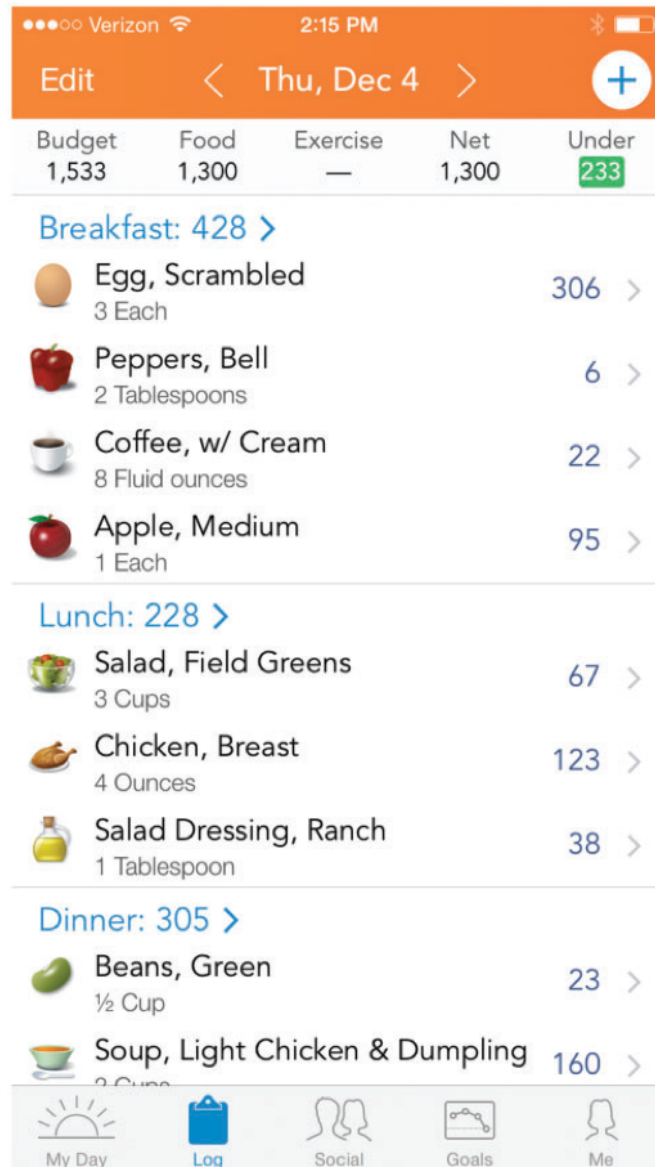 Verizon 2:15 PM
Edit < Thu, Dec 4 > +
Budget Food Exercise Net Under
1,533 1,300 — 1,300 233
Breakfast: 428 >
Egg, Scrambled 306 >
3 Each
Peppers, Bell 6 >
2 Tablespoons
Coffee, w/ Cream 22 >
8 Fluid ounces
Apple, Medium 95 >
1 Each
Lunch: 228 >
Salad, Field Greens 67 >
3 Cups
Chicken, Breast 123 >
4 Ounces
Salad Dressing, Ranch 38 >
1 Tablespoon
Dinner: 305 >
Beans, Green 23 >
½ Cup
Soup, Light Chicken & Dumpling 160 >
2 Cups
My Day Log Social Goals Me